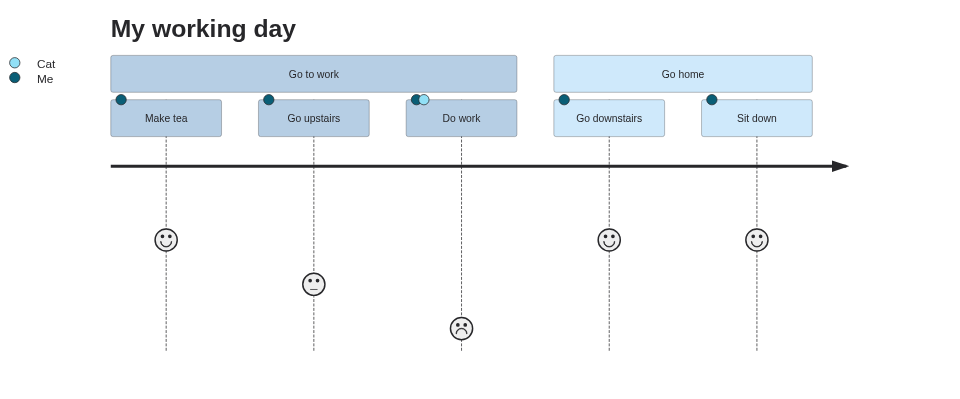 My working day
Cat
Me
Go to work
Go home
Make tea
Go upstairs
Do work
Go downstairs
Sit down